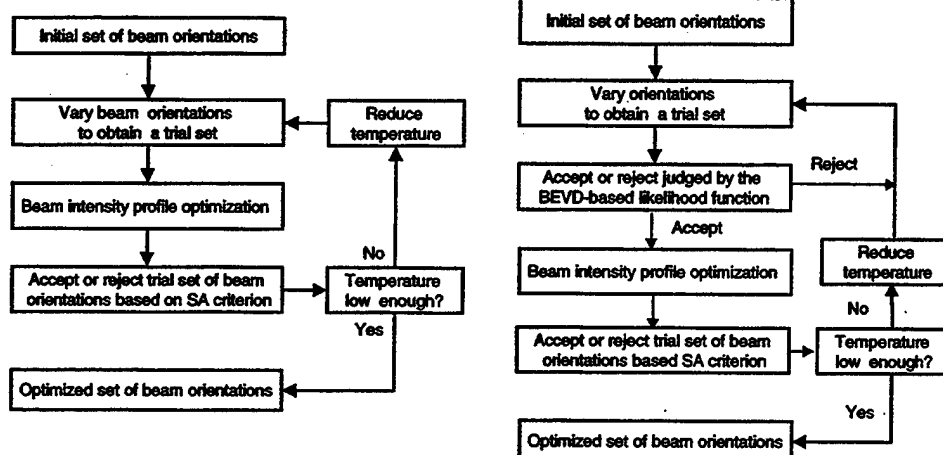 Initial set of beam orientations
Vary beam orientations
to obtain a trial set
Reduce
temperature
Beam intensity profile optimization
No
Accept or reject trial set of beam
orientations based on SA criterion
Temperature
low enough?
Yes
Optimized set of beam orientations
Initial set of beam orientations
Vary orientations
to obtain a trial set
Reject
Accept or reject judged by the
BEVD-based likelihood function
Accept
Reduce
temperature
Beam intensity profile optimization
No
Accept or reject trial set of beam
orientations based SA criterion
Temperature
low enough?
Yes
Optimized set of beam orientations